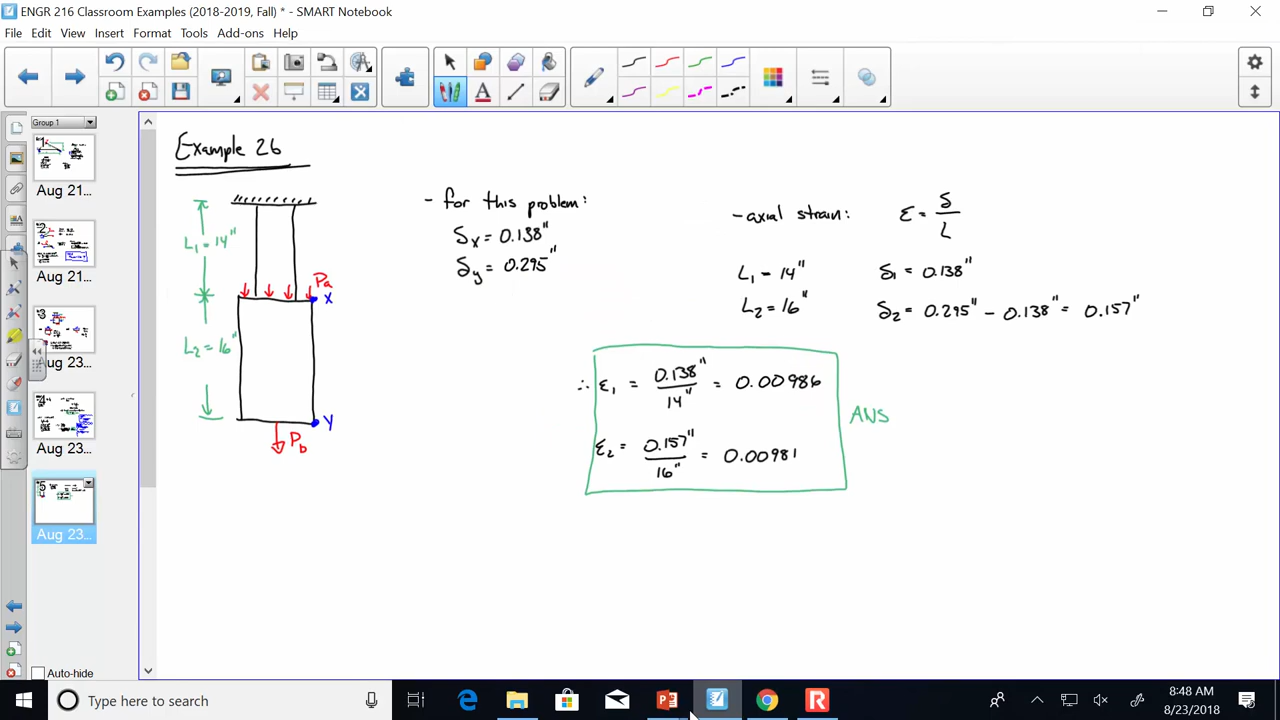 ENGR 216 Classroom Examples (2018-2019, Fall) * - SMART Notebook
File Edit View Insert Format Tools Add-ons Help
Group 1
Aug 21...
Aug 21...
Aug 23...
Aug 23...
Aug 23...
Auto-hide
Example 26
L₁ = 14"
L₂ = 16"
Pa
X
Y
P_b
- for this problem:
δ_x = 0.138"
δ_y = 0.295"
- axial strain: ε = δ/L
L₁ = 14" δ₁ = 0.138"
L₂ = 16" δ₂ = 0.295" - 0.138" = 0.157"
∴ ε₁ = 0.138"/14" = 0.00986
ε₂ = 0.157"/16" = 0.00981
ANS
Type here to search
8:48 AM
8/23/2018